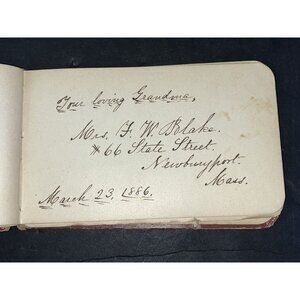 Your loving Grandma,
Mrs. F. W. Blake.
#66 State Street.
Newburyport.
Mass.
March 23, 1886.